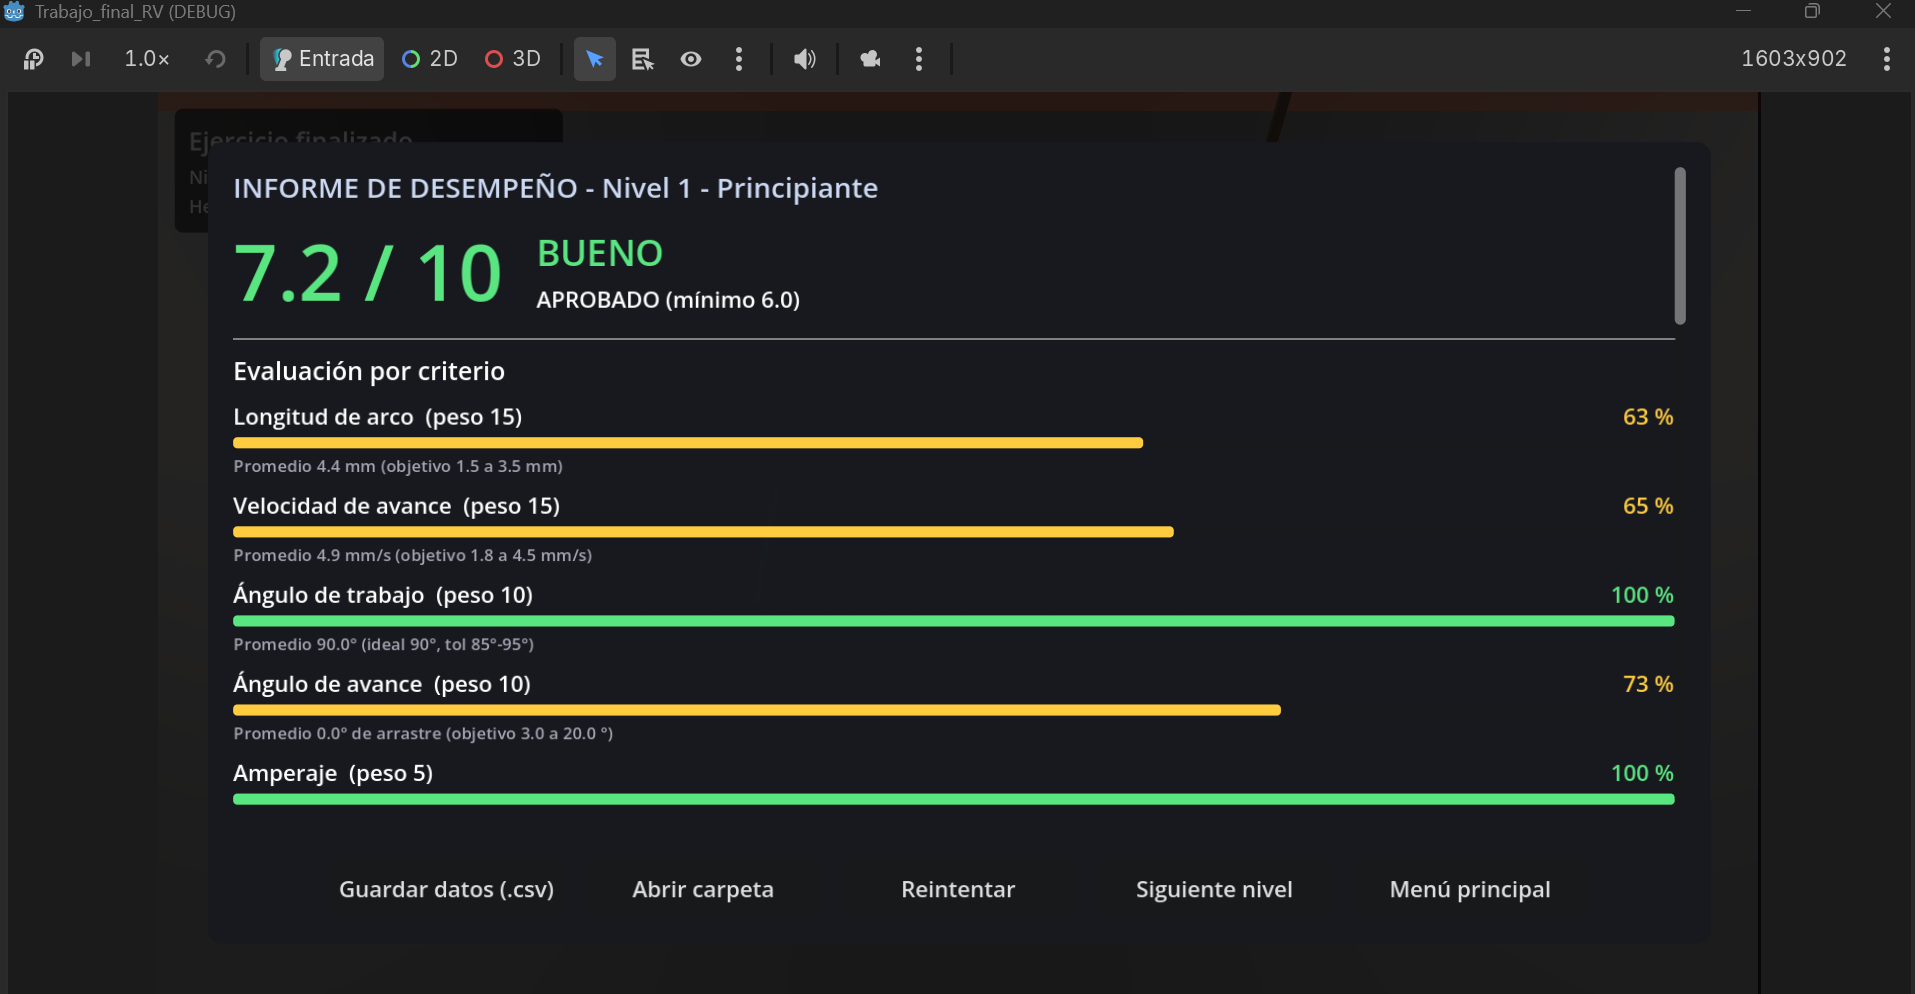 Trabajo_final_RV (DEBUG)
1.0× Entrada 2D 3D 1603x902
Ejercicio finalizado
Ni
He
INFORME DE DESEMPEÑO - Nivel 1 - Principiante
7.2 / 10
BUENO
APROBADO (mínimo 6.0)
Evaluación por criterio
Longitud de arco (peso 15) 63 %
Promedio 4.4 mm (objetivo 1.5 a 3.5 mm)
Velocidad de avance (peso 15) 65 %
Promedio 4.9 mm/s (objetivo 1.8 a 4.5 mm/s)
Ángulo de trabajo (peso 10) 100 %
Promedio 90.0° (ideal 90°, tol 85°-95°)
Ángulo de avance (peso 10) 73 %
Promedio 0.0° de arrastre (objetivo 3.0 a 20.0 °)
Amperaje (peso 5) 100 %
Guardar datos (.csv) Abrir carpeta Reintentar Siguiente nivel Menú principal